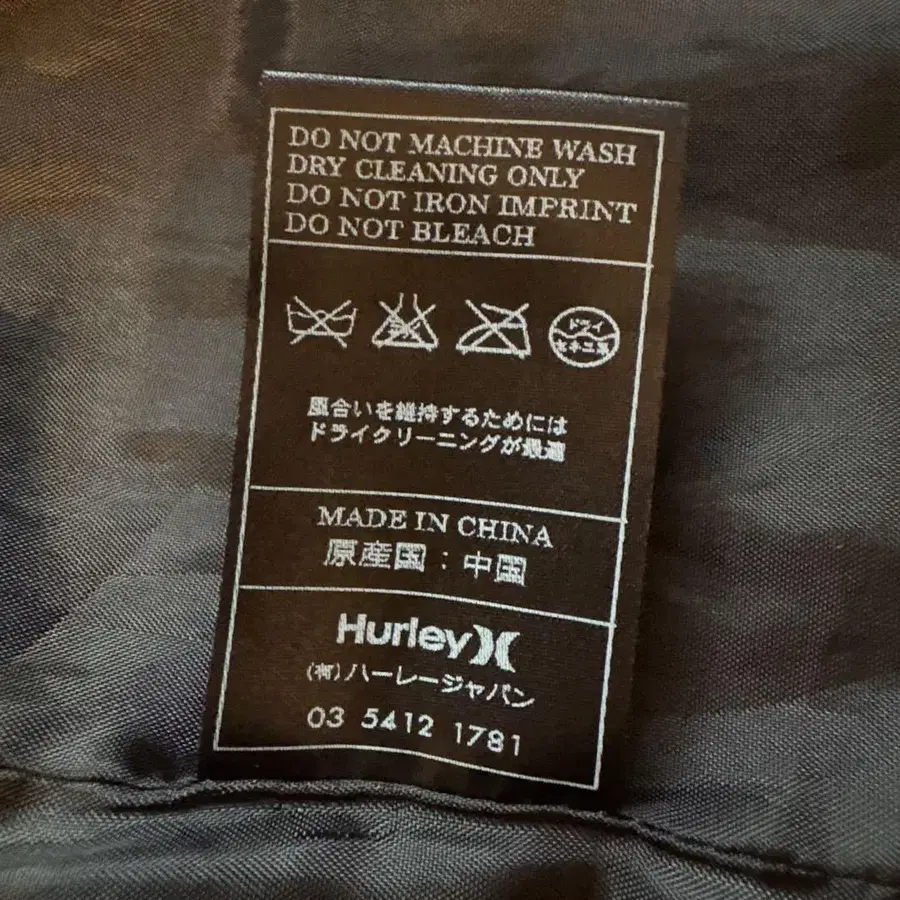 DO NOT MACHINE WASH
DRY CLEANING ONLY
DO NOT IRON IMPRINT
DO NOT BLEACH
ドライ
セキユ系
風合いを維持するためには
ドライクリーニングが最適
MADE IN CHINA
原産国:中国
Hurley
(有)ハーレージャパン
03 5412 1781